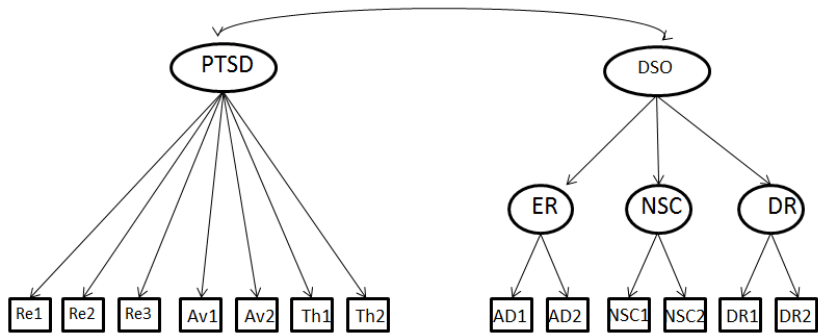 PTSD
DSO
ER
NSC
DR
Re1
Re2
Re3
Av1
Av2
Th1
Th2
AD1
AD2
NSC1
NSC2
DR1
DR2